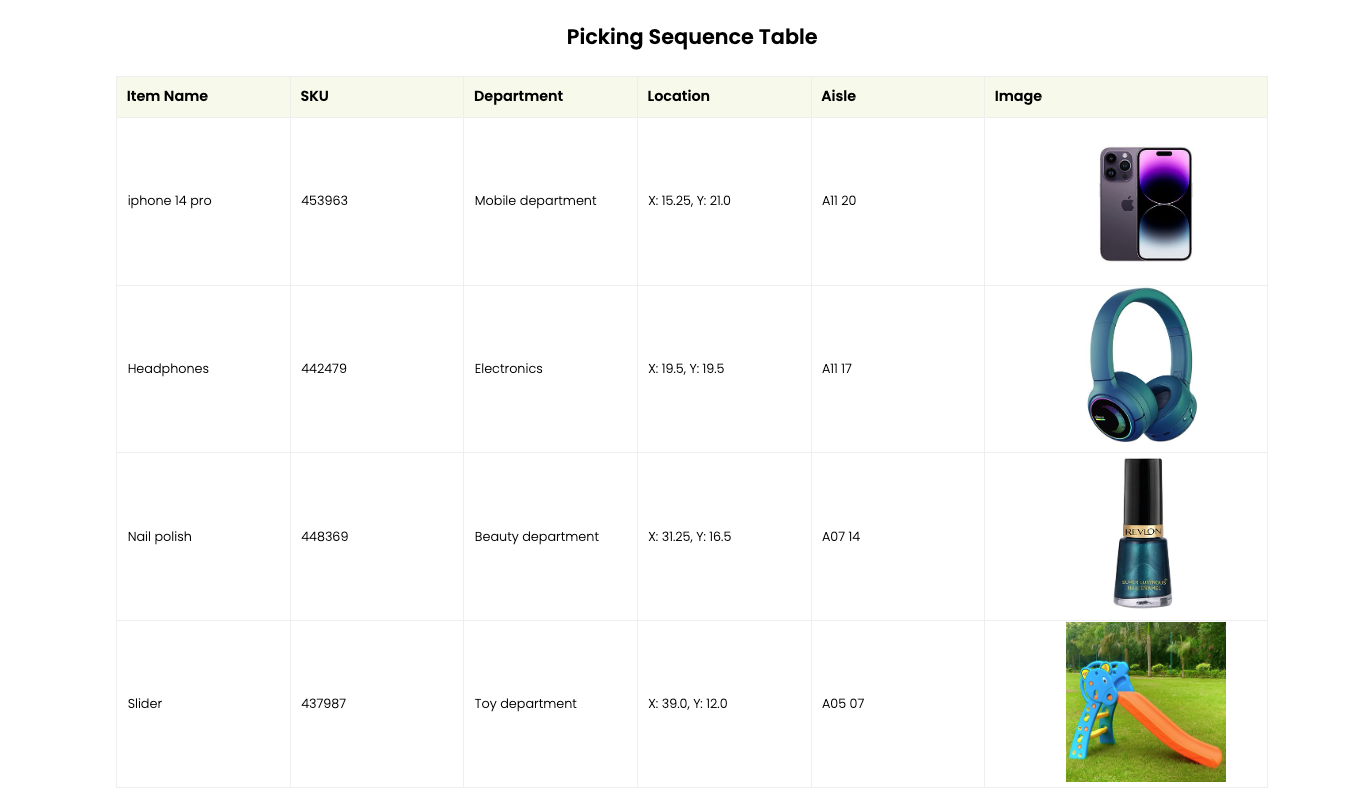 Picking Sequence Table
Item Name SKU Department Location Aisle Image
iphone 14 pro 453963 Mobile department X: 15.25, Y: 21.0 A11 20
Headphones 442479 Electronics X: 19.5, Y: 19.5 A11 17
Nail polish 448369 Beauty department X: 31.25, Y: 16.5 A07 14
REVLON
Slider 437987 Toy department X: 39.0, Y: 12.0 A05 07